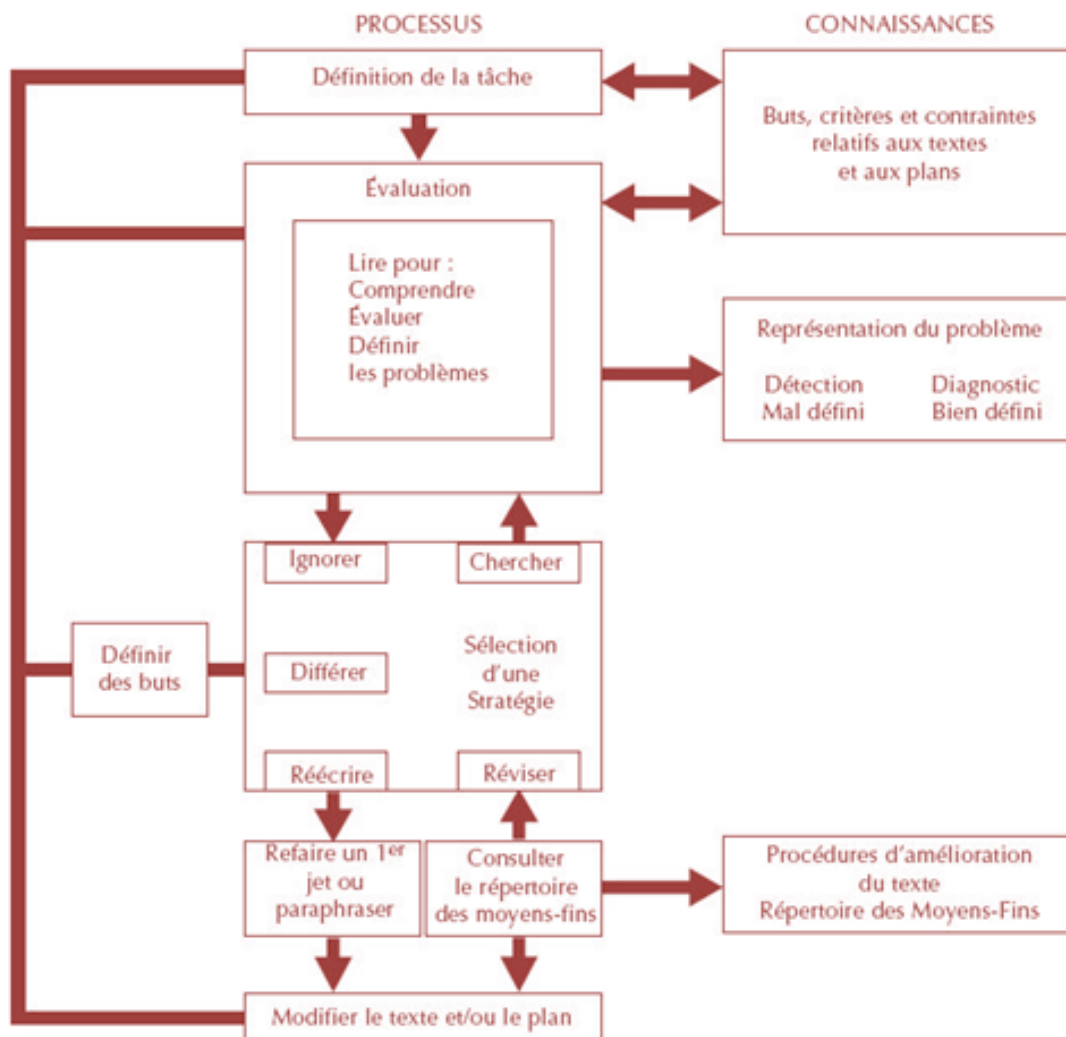 PROCESSUS
CONNAISSANCES
Définition de la tâche
Buts, critères et contraintes
relatifs aux textes
et aux plans
Évaluation
Lire pour :
Comprendre
Évaluer
Définir
les problèmes
Représentation du problème
Détection Diagnostic
Mal défini Bien défini
Ignorer
Chercher
Définir
des buts
Différer
Sélection
d'une
Stratégie
Réécrire
Réviser
Refaire un 1er
jet ou
paraphraser
Consulter
le répertoire
des moyens-fins
Procédures d'amélioration
du texte
Répertoire des Moyens-Fins
Modifier le texte et/ou le plan